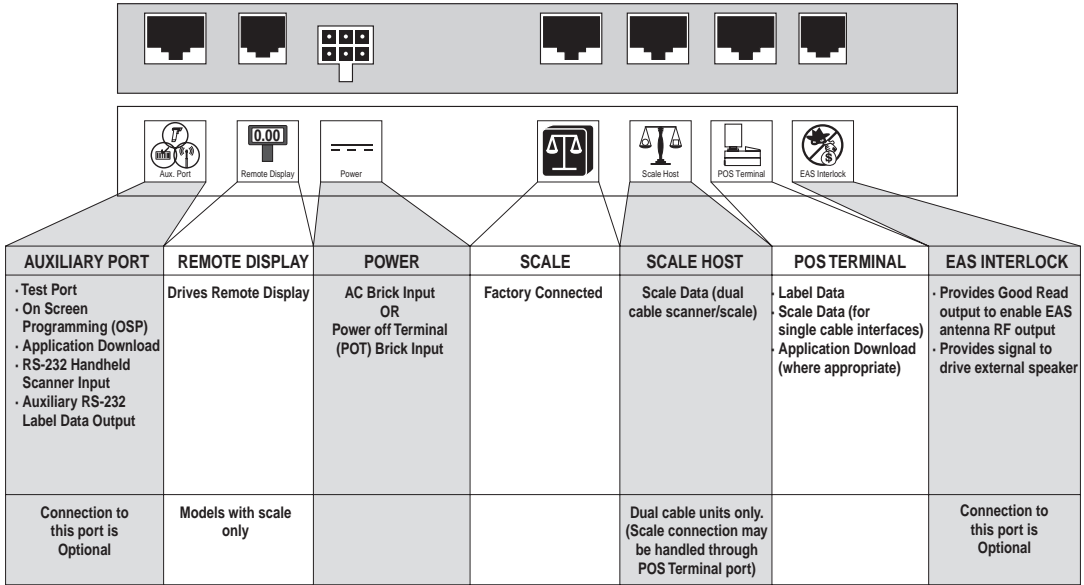 0.00
Aux. Port
Remote Display
Power
Scale Host
POS Terminal
$
EAS Interlock
AUXILIARY PORT
· Test Port
· On Screen
Programming (OSP)
· Application Download
· RS-232 Handheld
Scanner Input
· Auxiliary RS-232
Label Data Output
Connection to
this port is
Optional
REMOTE DISPLAY
Drives Remote Display
Models with scale
only
POWER
AC Brick Input
OR
Power off Terminal
(POT) Brick Input
SCALE
Factory Connected
SCALE HOST
Scale Data (dual
cable scanner/scale)
Dual cable units only.
(Scale connection may
be handled through
POS Terminal port)
POS TERMINAL
· Label Data
· Scale Data (for
single cable interfaces)
· Application Download
(where appropriate)
EAS INTERLOCK
· Provides Good Read
output to enable EAS
antenna RF output
· Provides signal to
drive external speaker
Connection to
this port is
Optional